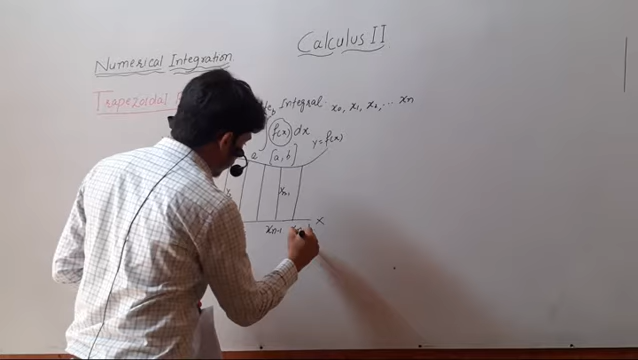 Calculus II
Numerical Integration
Trapezoidal
integral. x₀, x₁, x₂, ... xₙ
∫ f(x) dx
a [a, b] y = f(x)
xₙ₋₁ x